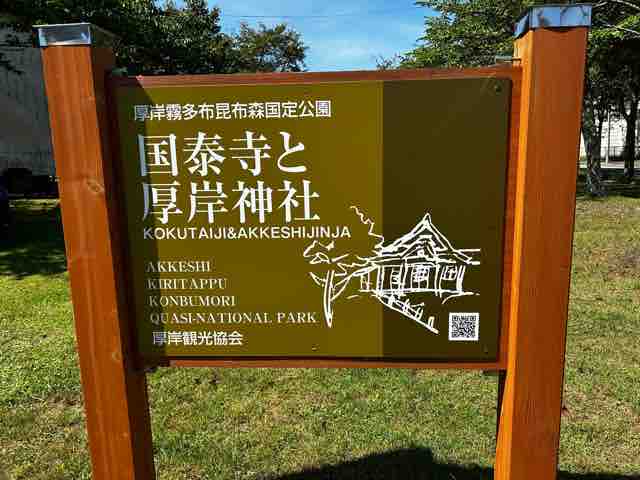 厚岸霧多布昆布森国定公園
国泰寺と
厚岸神社
KOKUTAIJI&AKKESHIJINJA
AKKESHI
KIRITAPPU
KONBUMORI
QUASI-NATIONAL PARK
厚岸観光協会